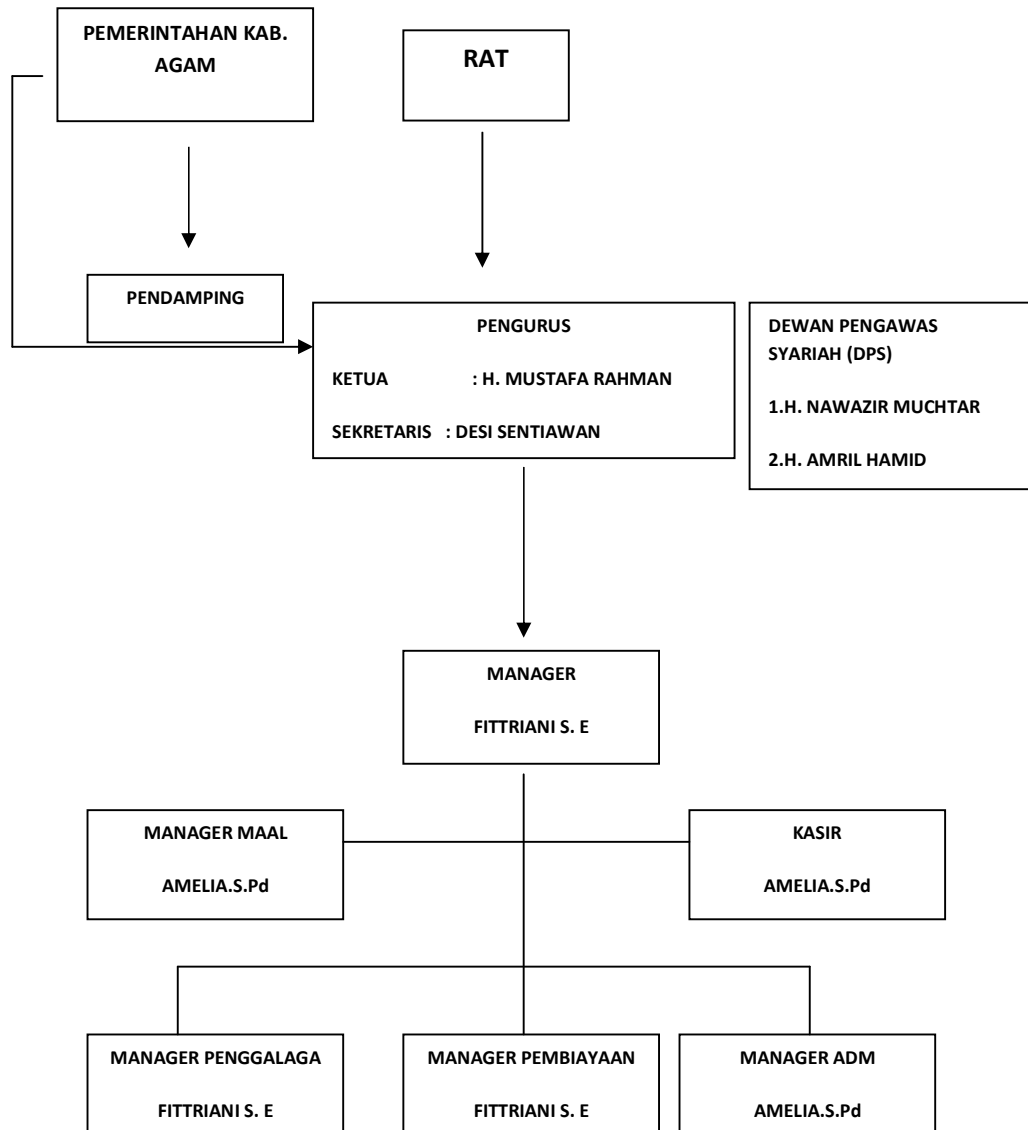 PEMERINTAHAN KAB.
AGAM
RAT
PENDAMPING
PENGURUS
KETUA : H. MUSTAFA RAHMAN
SEKRETARIS : DESI SENTIAWAN
DEWAN PENGAWAS
SYARIAH (DPS)
1.H. NAWAZIR MUCHTAR
2.H. AMRIL HAMID
MANAGER
FITTRIANI S. E
MANAGER MAAL
AMELIA.S.Pd
KASIR
AMELIA.S.Pd
MANAGER PENGGALAGA
FITTRIANI S. E
MANAGER PEMBIAYAAN
FITTRIANI S. E
MANAGER ADM
AMELIA.S.Pd